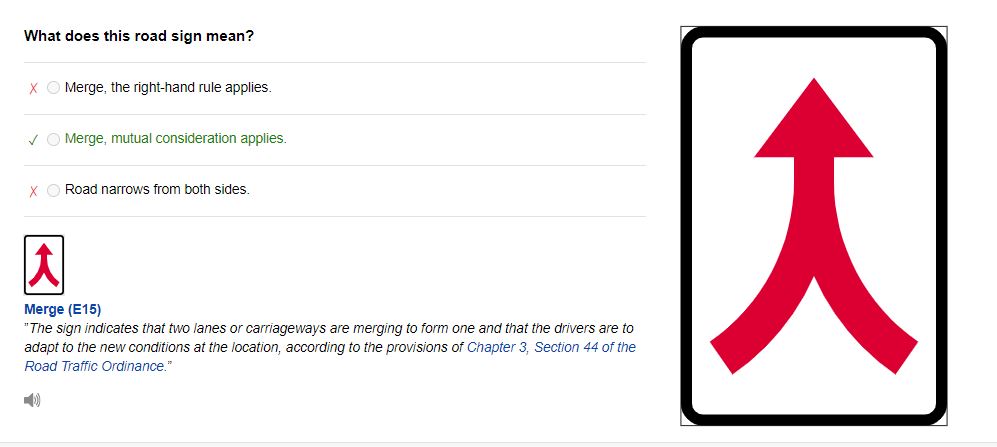 What does this road sign mean?
Merge, the right-hand rule applies.
Merge, mutual consideration applies.
Road narrows from both sides.
Merge (E15)
"The sign indicates that two lanes or carriageways are merging to form one and that the drivers are to
adapt to the new conditions at the location, according to the provisions of Chapter 3, Section 44 of the
Road Traffic Ordinance."